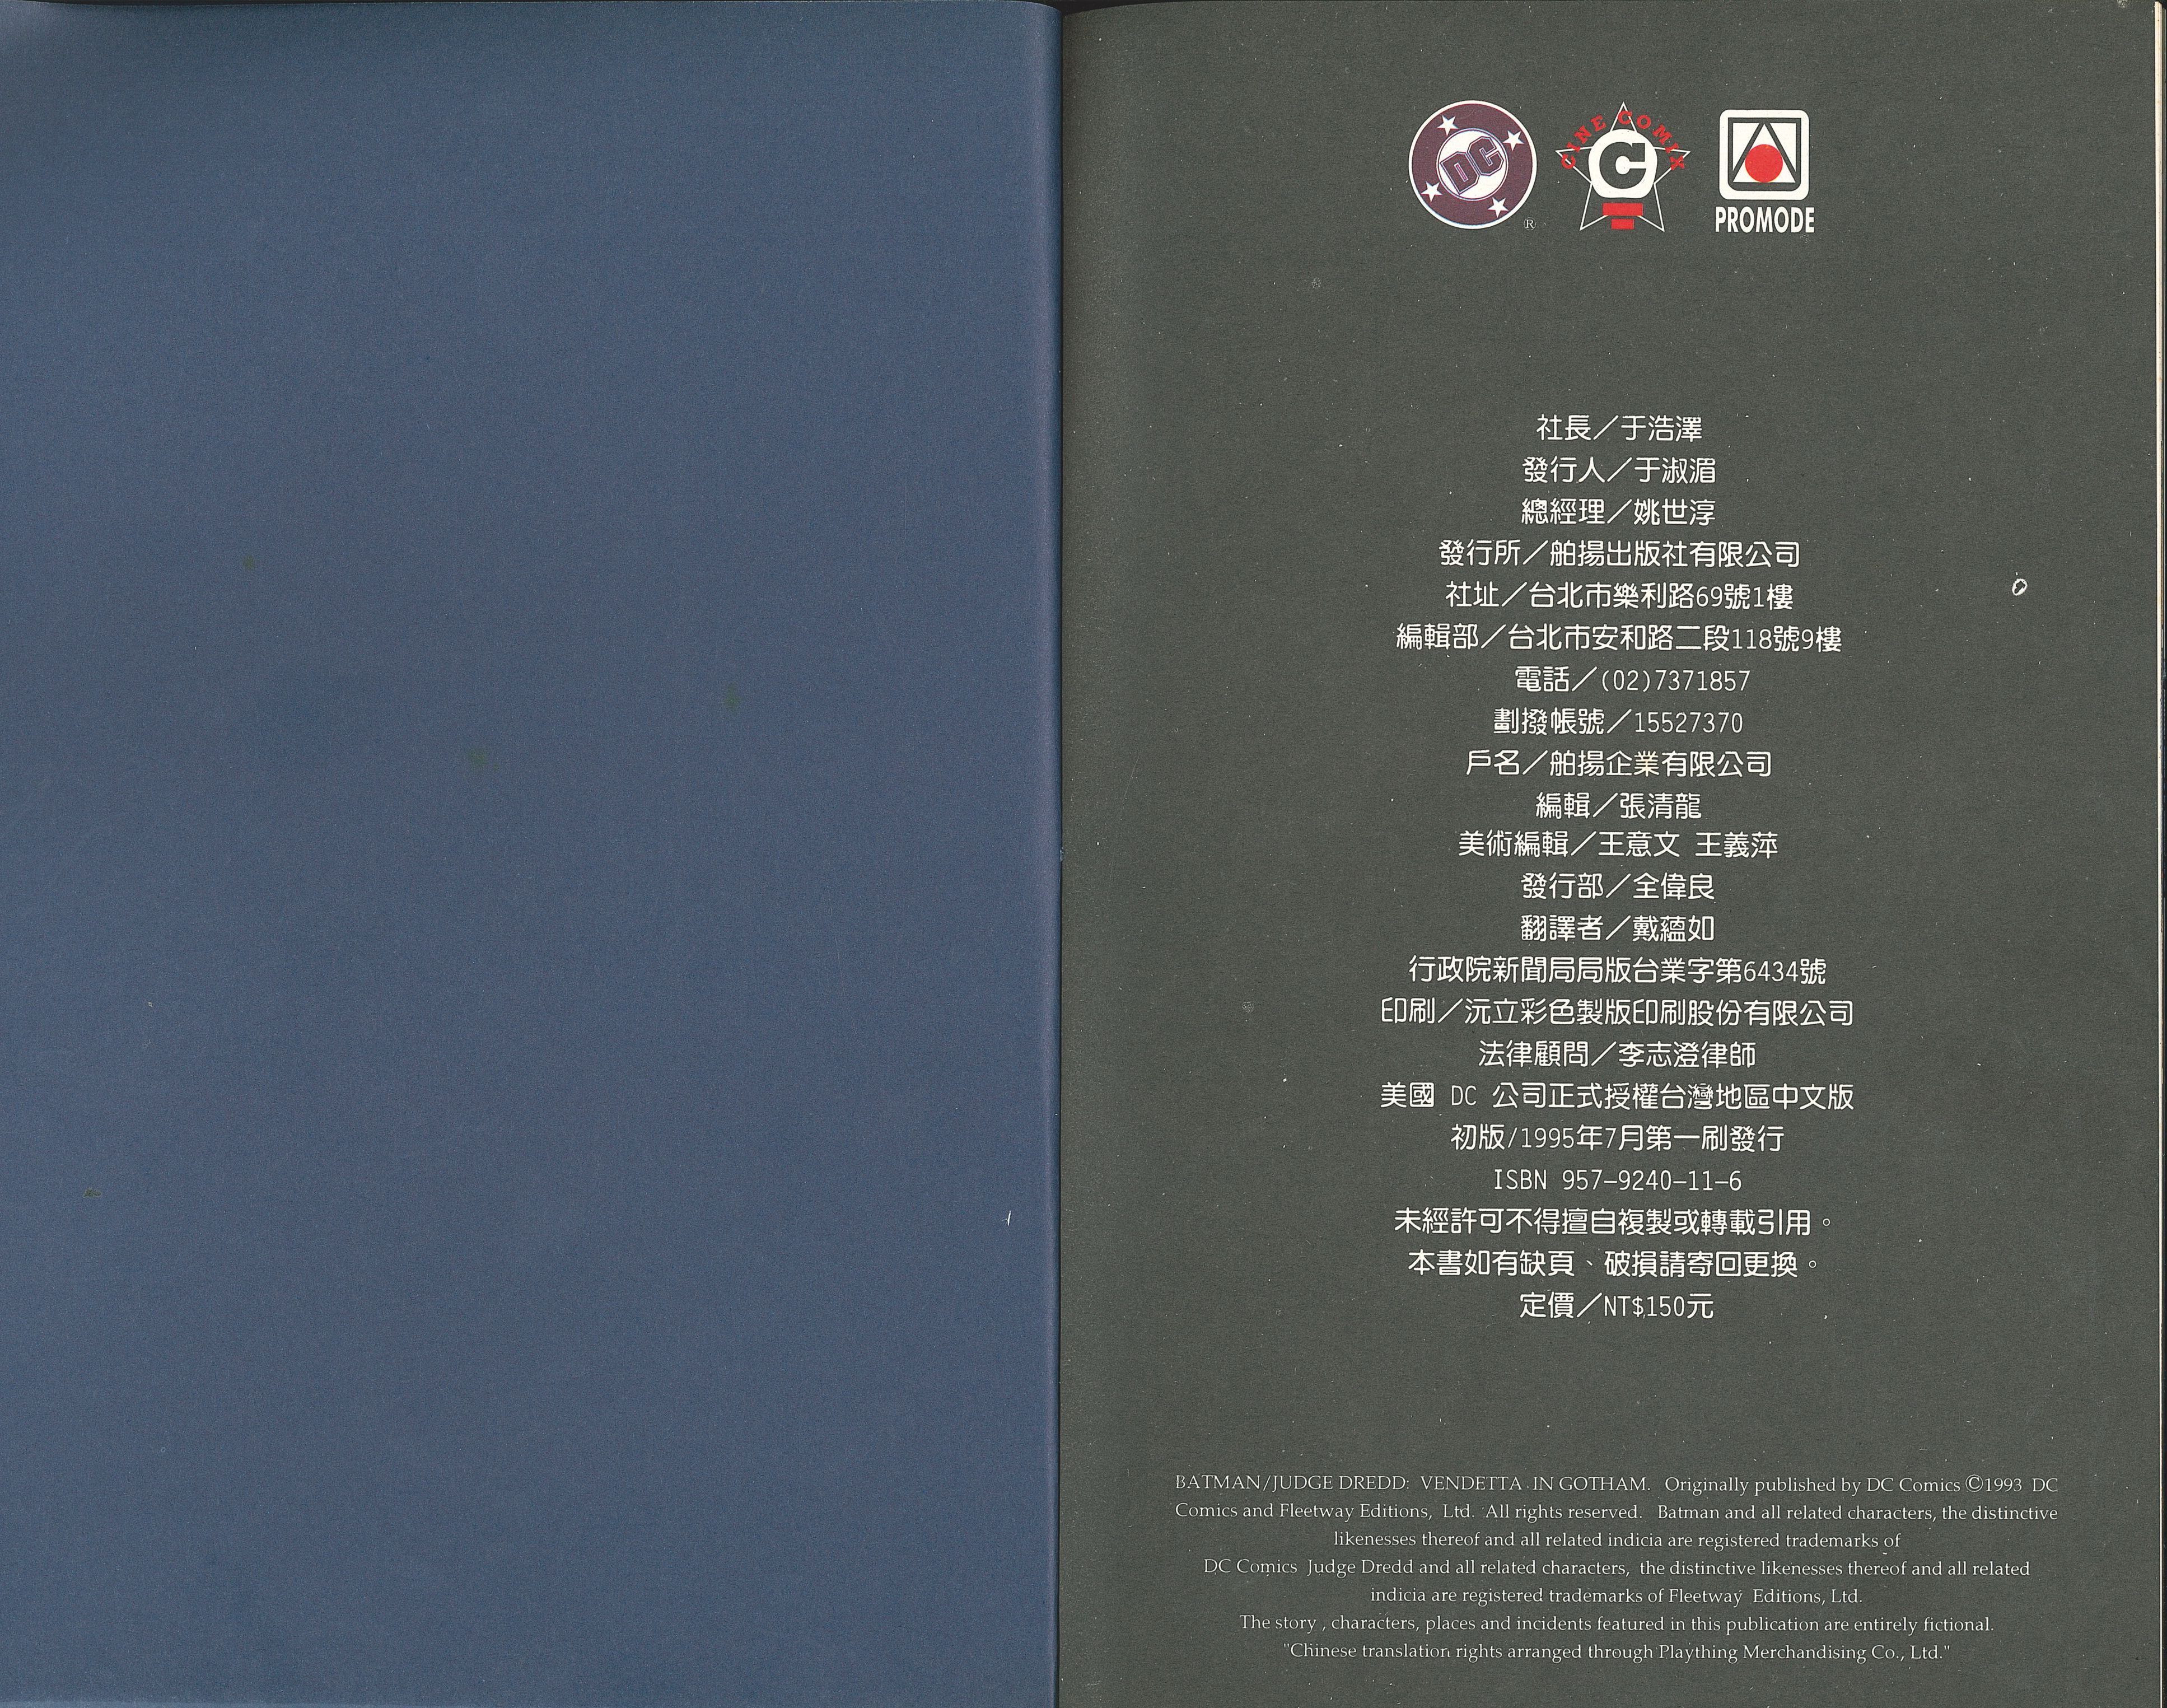 DC
®
CINE COMIX
C
PROMODE
社長／于浩澤
發行人／于淑湄
總經理／姚世淳
發行所／舶揚出版社有限公司
社址／台北市樂利路69號1樓
編輯部／台北市安和路二段118號9樓
電話／(02)7371857
劃撥帳號／15527370
戶名／舶揚企業有限公司
編輯／張清龍
美術編輯／王意文 王義萍
發行部／全偉良
翻譯者／戴蘊如
行政院新聞局局版台業字第6434號
印刷／沅立彩色製版印刷股份有限公司
法律顧問／李志澄律師
美國 DC 公司正式授權台灣地區中文版
初版/1995年7月第一刷發行
ISBN 957–9240–11–6
未經許可不得擅自複製或轉載引用。
本書如有缺頁、破損請寄回更換。
定價／NT$150元
BATMAN/JUDGE DREDD: VENDETTA IN GOTHAM. Originally published by DC Comics ©1993 DC
Comics and Fleetway Editions, Ltd. All rights reserved. Batman and all related characters, the distinctive
likenesses thereof and all related indicia are registered trademarks of
DC Comics Judge Dredd and all related characters, the distinctive likenesses thereof and all related
indicia are registered trademarks of Fleetway Editions, Ltd.
The story , characters, places and incidents featured in this publication are entirely fictional.
"Chinese translation rights arranged through Plaything Merchandising Co., Ltd."